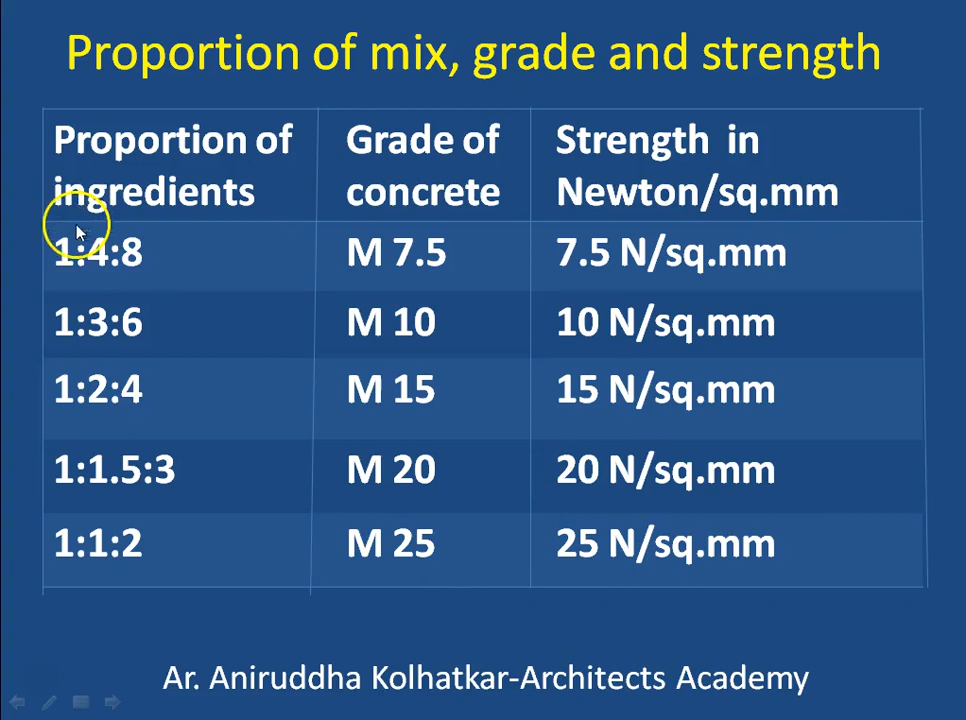 Proportion of mix, grade and strength
Proportion of ingredients
Grade of concrete
Strength in Newton/sq.mm
1:4:8 M 7.5 7.5 N/sq.mm
1:3:6 M 10 10 N/sq.mm
1:2:4 M 15 15 N/sq.mm
1:1.5:3 M 20 20 N/sq.mm
1:1:2 M 25 25 N/sq.mm
Ar. Aniruddha Kolhatkar-Architects Academy